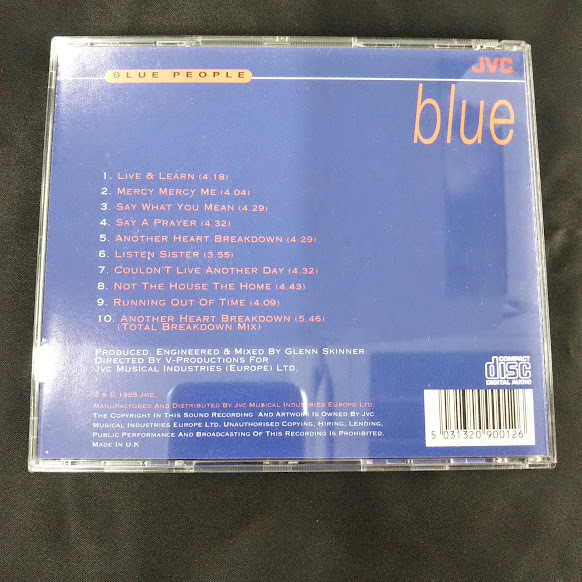 BLUE PEOPLE
JVC
blue
1. LIVE & LEARN (4.18)
2. MERCY MERCY ME (4.04)
3. SAY WHAT YOU MEAN (4.29)
4. SAY A PRAYER (4.32)
5. ANOTHER HEART BREAKDOWN (4.29)
6. LISTEN SISTER (3.55)
7. COULDN'T LIVE ANOTHER DAY (4.32)
8. NOT THE HOUSE THE HOME (4.43)
9. RUNNING OUT OF TIME (4.09)
10. ANOTHER HEART BREAKDOWN (5.46)
(TOTAL BREAKDOWN MIX)
PRODUCED, ENGINEERED & MIXED BY GLENN SKINNER
DIRECTED BY V-PRODUCTIONS FOR
JVC MUSICAL INDUSTRIES (EUROPE) LTD.
COMPACT
disc
DIGITAL AUDIO
℗ & © 1995 JME.
MANUFACTURED AND DISTRIBUTED BY JVC MUSICAL INDUSTRIES EUROPE LTD.
THE COPYRIGHT IN THIS SOUND RECORDING AND ARTWORK IS OWNED BY JVC
MUSICAL INDUSTRIES EUROPE LTD. UNAUTHORISED COPYING, HIRING, LENDING,
PUBLIC PERFORMANCE AND BROADCASTING OF THIS RECORDING IS PROHIBITED.
MADE IN U.K
5 031320 900126